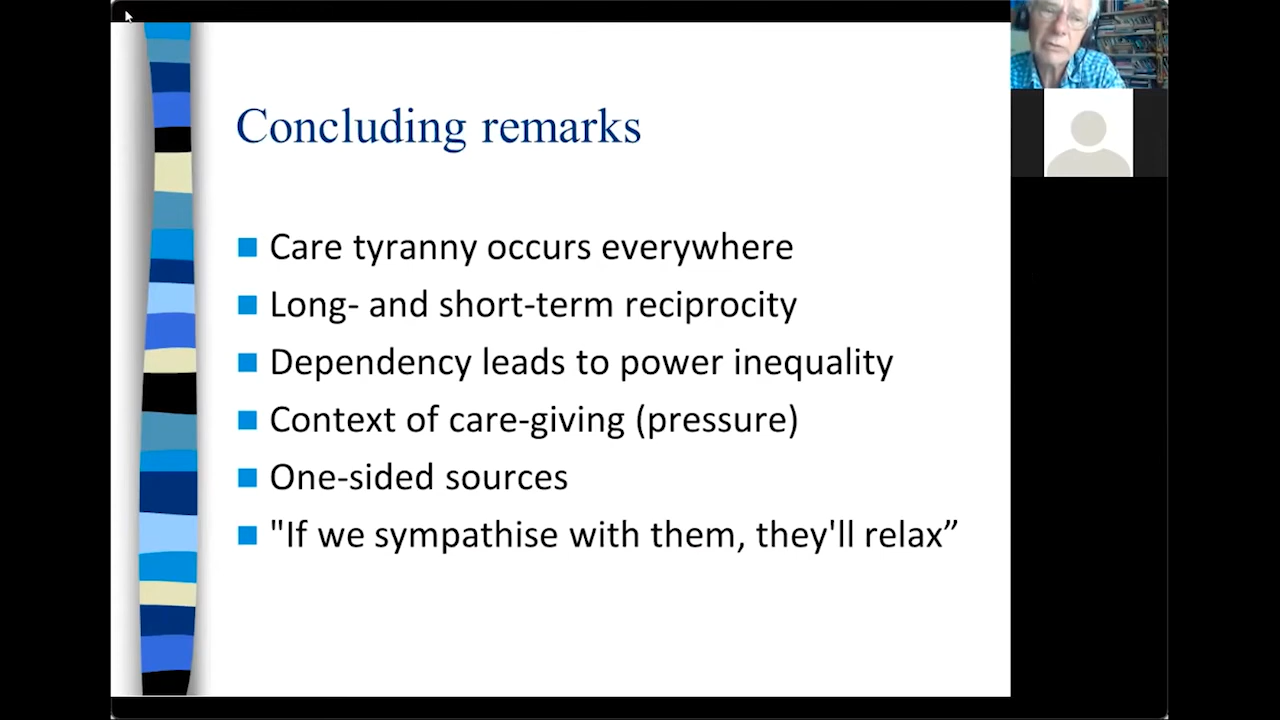 Concluding remarks
Care tyranny occurs everywhere
Long- and short-term reciprocity
Dependency leads to power inequality
Context of care-giving (pressure)
One-sided sources
"If we sympathise with them, they'll relax”